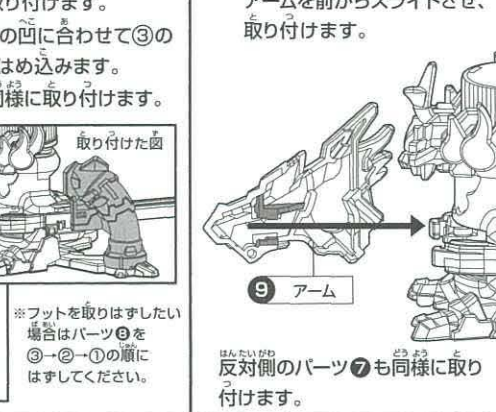 り付けます。
の凹に合わせて③の
はめ込みます。
様に取り付けます。
取り付けた図
※フットを取りはずしたい
場合はパーツ❽を
③→②→①の順に
はずしてください。
アームを前からスライドさせ、
取り付けます。
❾ アーム
反対側のパーツ❼も同様に取り
付けます。